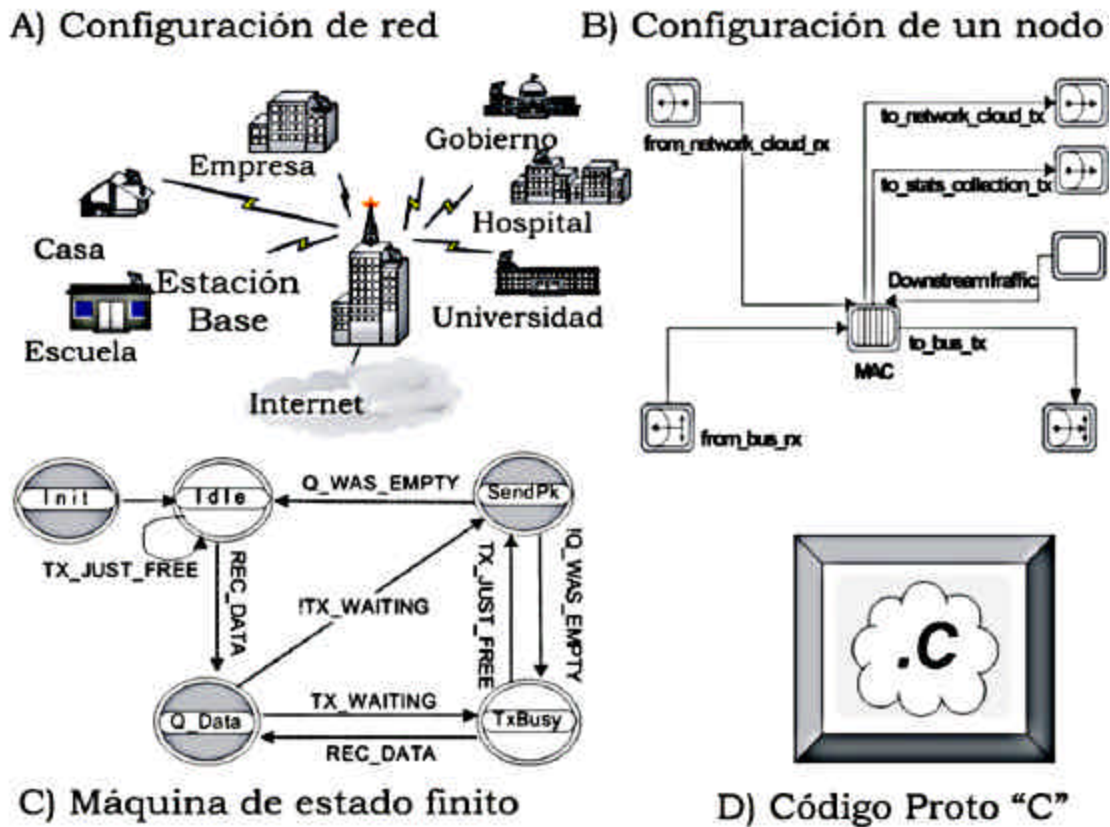 A) Configuración de red
B) Configuración de un nodo
Empresa
Gobierno
Casa
Hospital
Estación
Base
Escuela
Universidad
Internet
from_network_cloud_rx
to_network_cloud_tx
to_stats_collection_tx
Downstreamfraffic
to_bus_tx
MAC
from_bus_rx
Init
Idle
Q_WAS_EMPTY
SendPk
TX_JUST_FREE
REC_DATA
!TX_WAITING
TX_JUST_FREE
!Q_WAS_EMPTY
Q_Data
TX_WAITING
TxBusy
REC_DATA
.C
C) Máquina de estado finito
D) Código Proto “C”